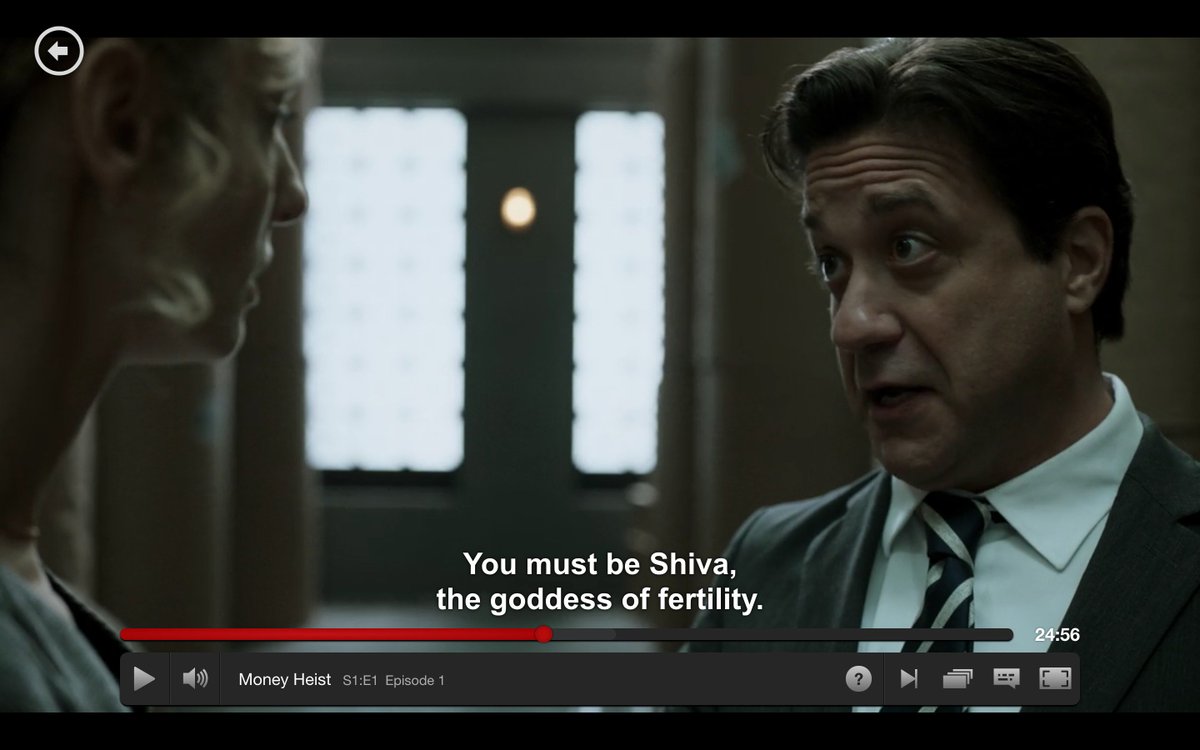 You must be Shiva,
the goddess of fertility.
24:56
Money Heist S1:E1 Episode 1
?